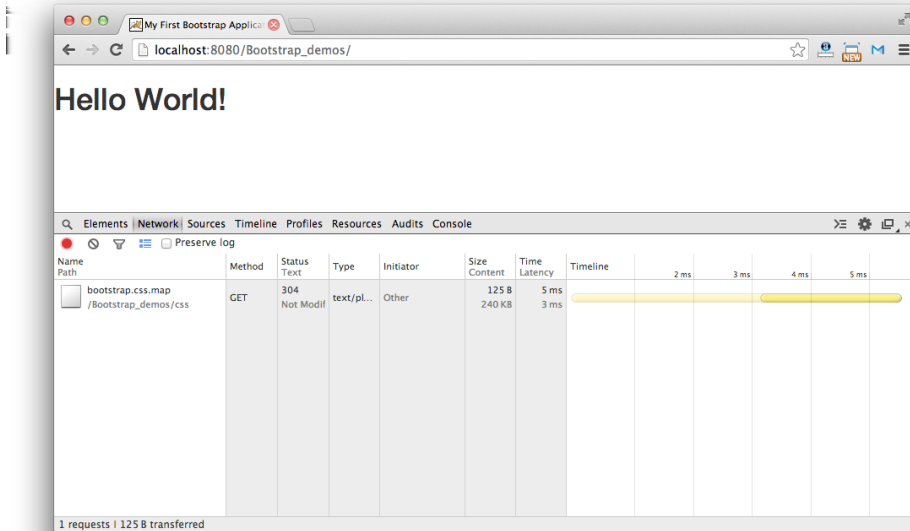 My First Bootstrap Applica
localhost:8080/Bootstrap_demos/
NEW
Hello World!
Elements Network Sources Timeline Profiles Resources Audits Console
Preserve log
Name Method Status Type Initiator Size Time Timeline
Path Text Content Latency
2 ms 3 ms 4 ms 5 ms
bootstrap.css.map GET 304 text/pl... Other 125 B 5 ms
/Bootstrap_demos/css Not Modif 240 KB 3 ms
1 requests | 125 B transferred